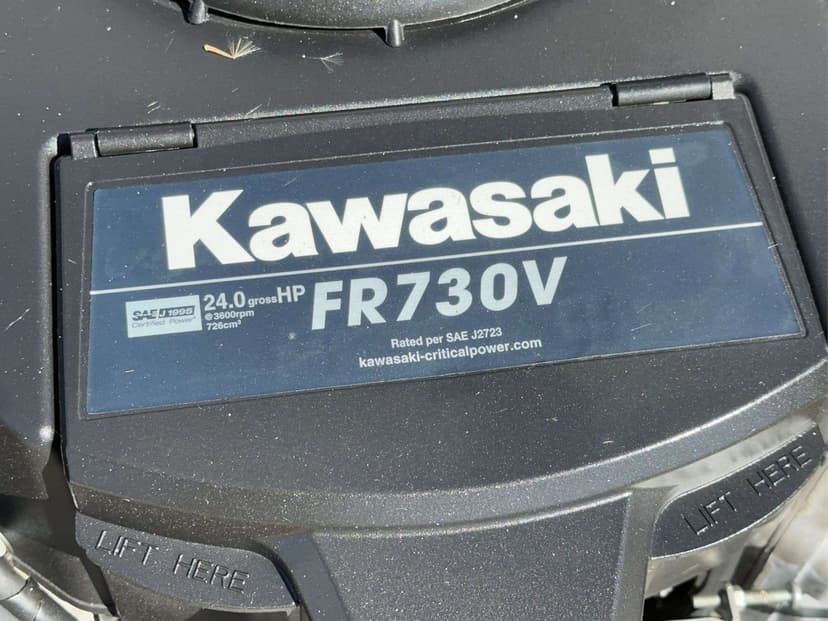 Kawasaki
SAE J1995
Certified Power
24.0 gross HP
@ 3600rpm
726cm³
FR730V
Rated per SAE J2723
kawasaki-criticalpower.com
LIFT HERE
LIFT HERE